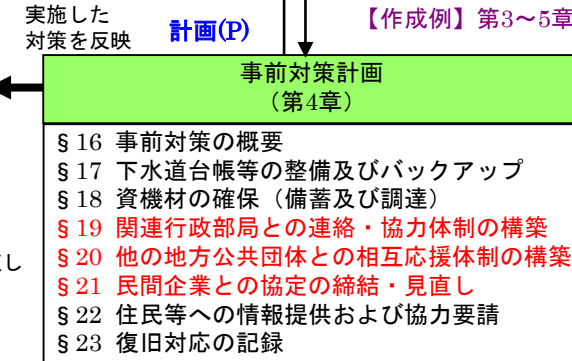 実施した
対策を反映
計画(P)
【作成例】第3～5章
事前対策計画
（第4章）
§16 事前対策の概要
§17 下水道台帳等の整備及びバックアップ
§18 資機材の確保（備蓄及び調達）
§19 関連行政部局との連絡・協力体制の構築
§20 他の地方公共団体との相互応援体制の構築
§21 民間企業との協定の締結・見直し
し
§22 住民等への情報提供および協力要請
§23 復旧対応の記録